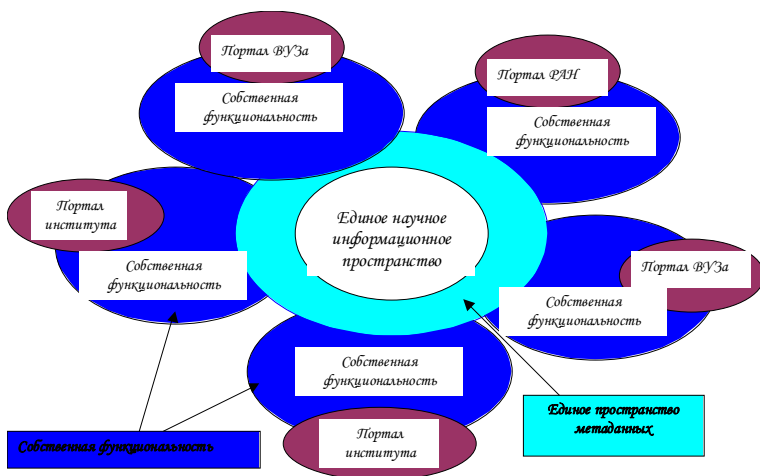 Портал ВУЗа
Собственная
функциональность
Портал РАН
Собственная
функциональность
Портал
института
Собственная
функциональность
Единое научное
информационное
пространство
Портал ВУЗа
Собственная
функциональность
Собственная
функциональность
Портал
института
Собственная функциональность
Единое пространство
метаданных